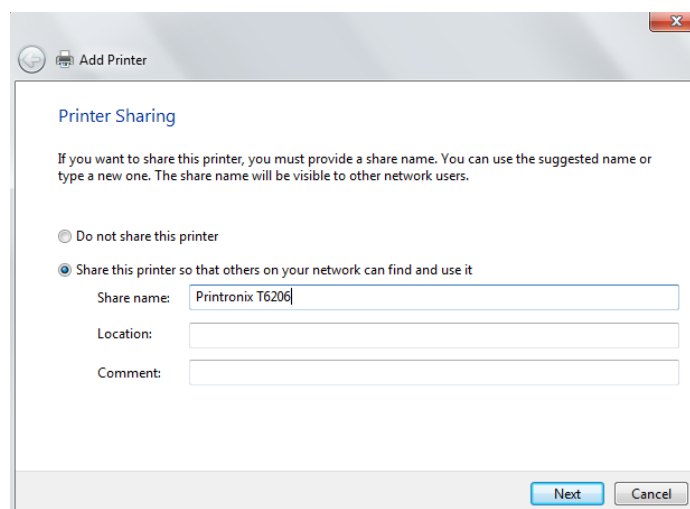 Add Printer
Printer Sharing
If you want to share this printer, you must provide a share name. You can use the suggested name or
type a new one. The share name will be visible to other network users.
Do not share this printer
Share this printer so that others on your network can find and use it
Share name: Printronix T6206
Location:
Comment:
Next Cancel